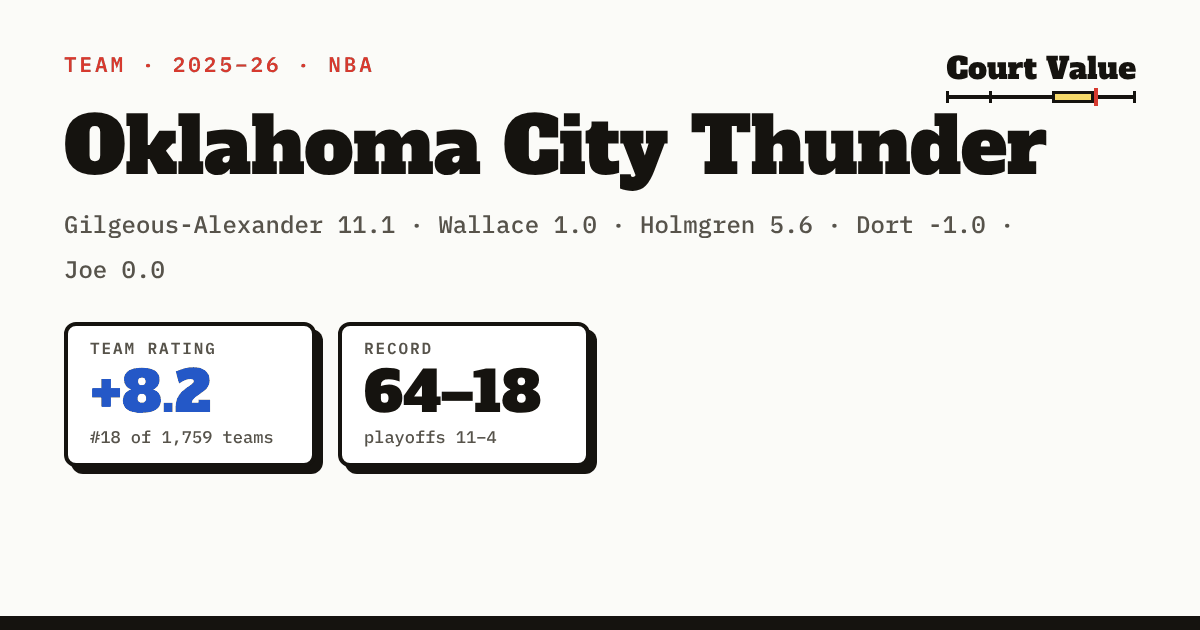 TEAM · 2025–26 · NBA
Court Value
Oklahoma City Thunder
Gilgeous-Alexander 11.1 · Wallace 1.0 · Holmgren 5.6 · Dort -1.0 ·
Joe 0.0
TEAM RATING
+8.2
#18 of 1,759 teams
RECORD
64–18
playoffs 11–4